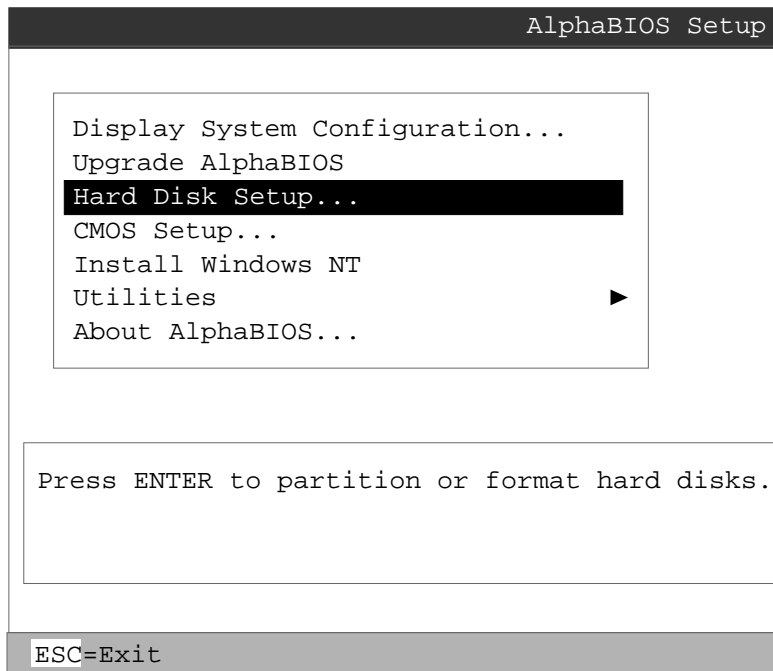 AlphaBIOS Setup
Display System Configuration...
Upgrade AlphaBIOS
Hard Disk Setup...
CMOS Setup...
Install Windows NT
Utilities
About AlphaBIOS...
Press ENTER to partition or format hard disks.
ESC=Exit